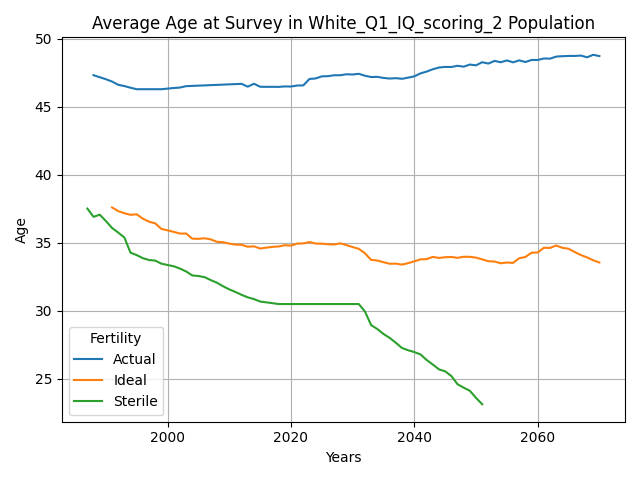 Average Age at Survey in White_Q1_IQ_scoring_2 Population
50
45
40
35
30
25
Age
Fertility
Actual
Ideal
Sterile
2000 2020 2040 2060
Years